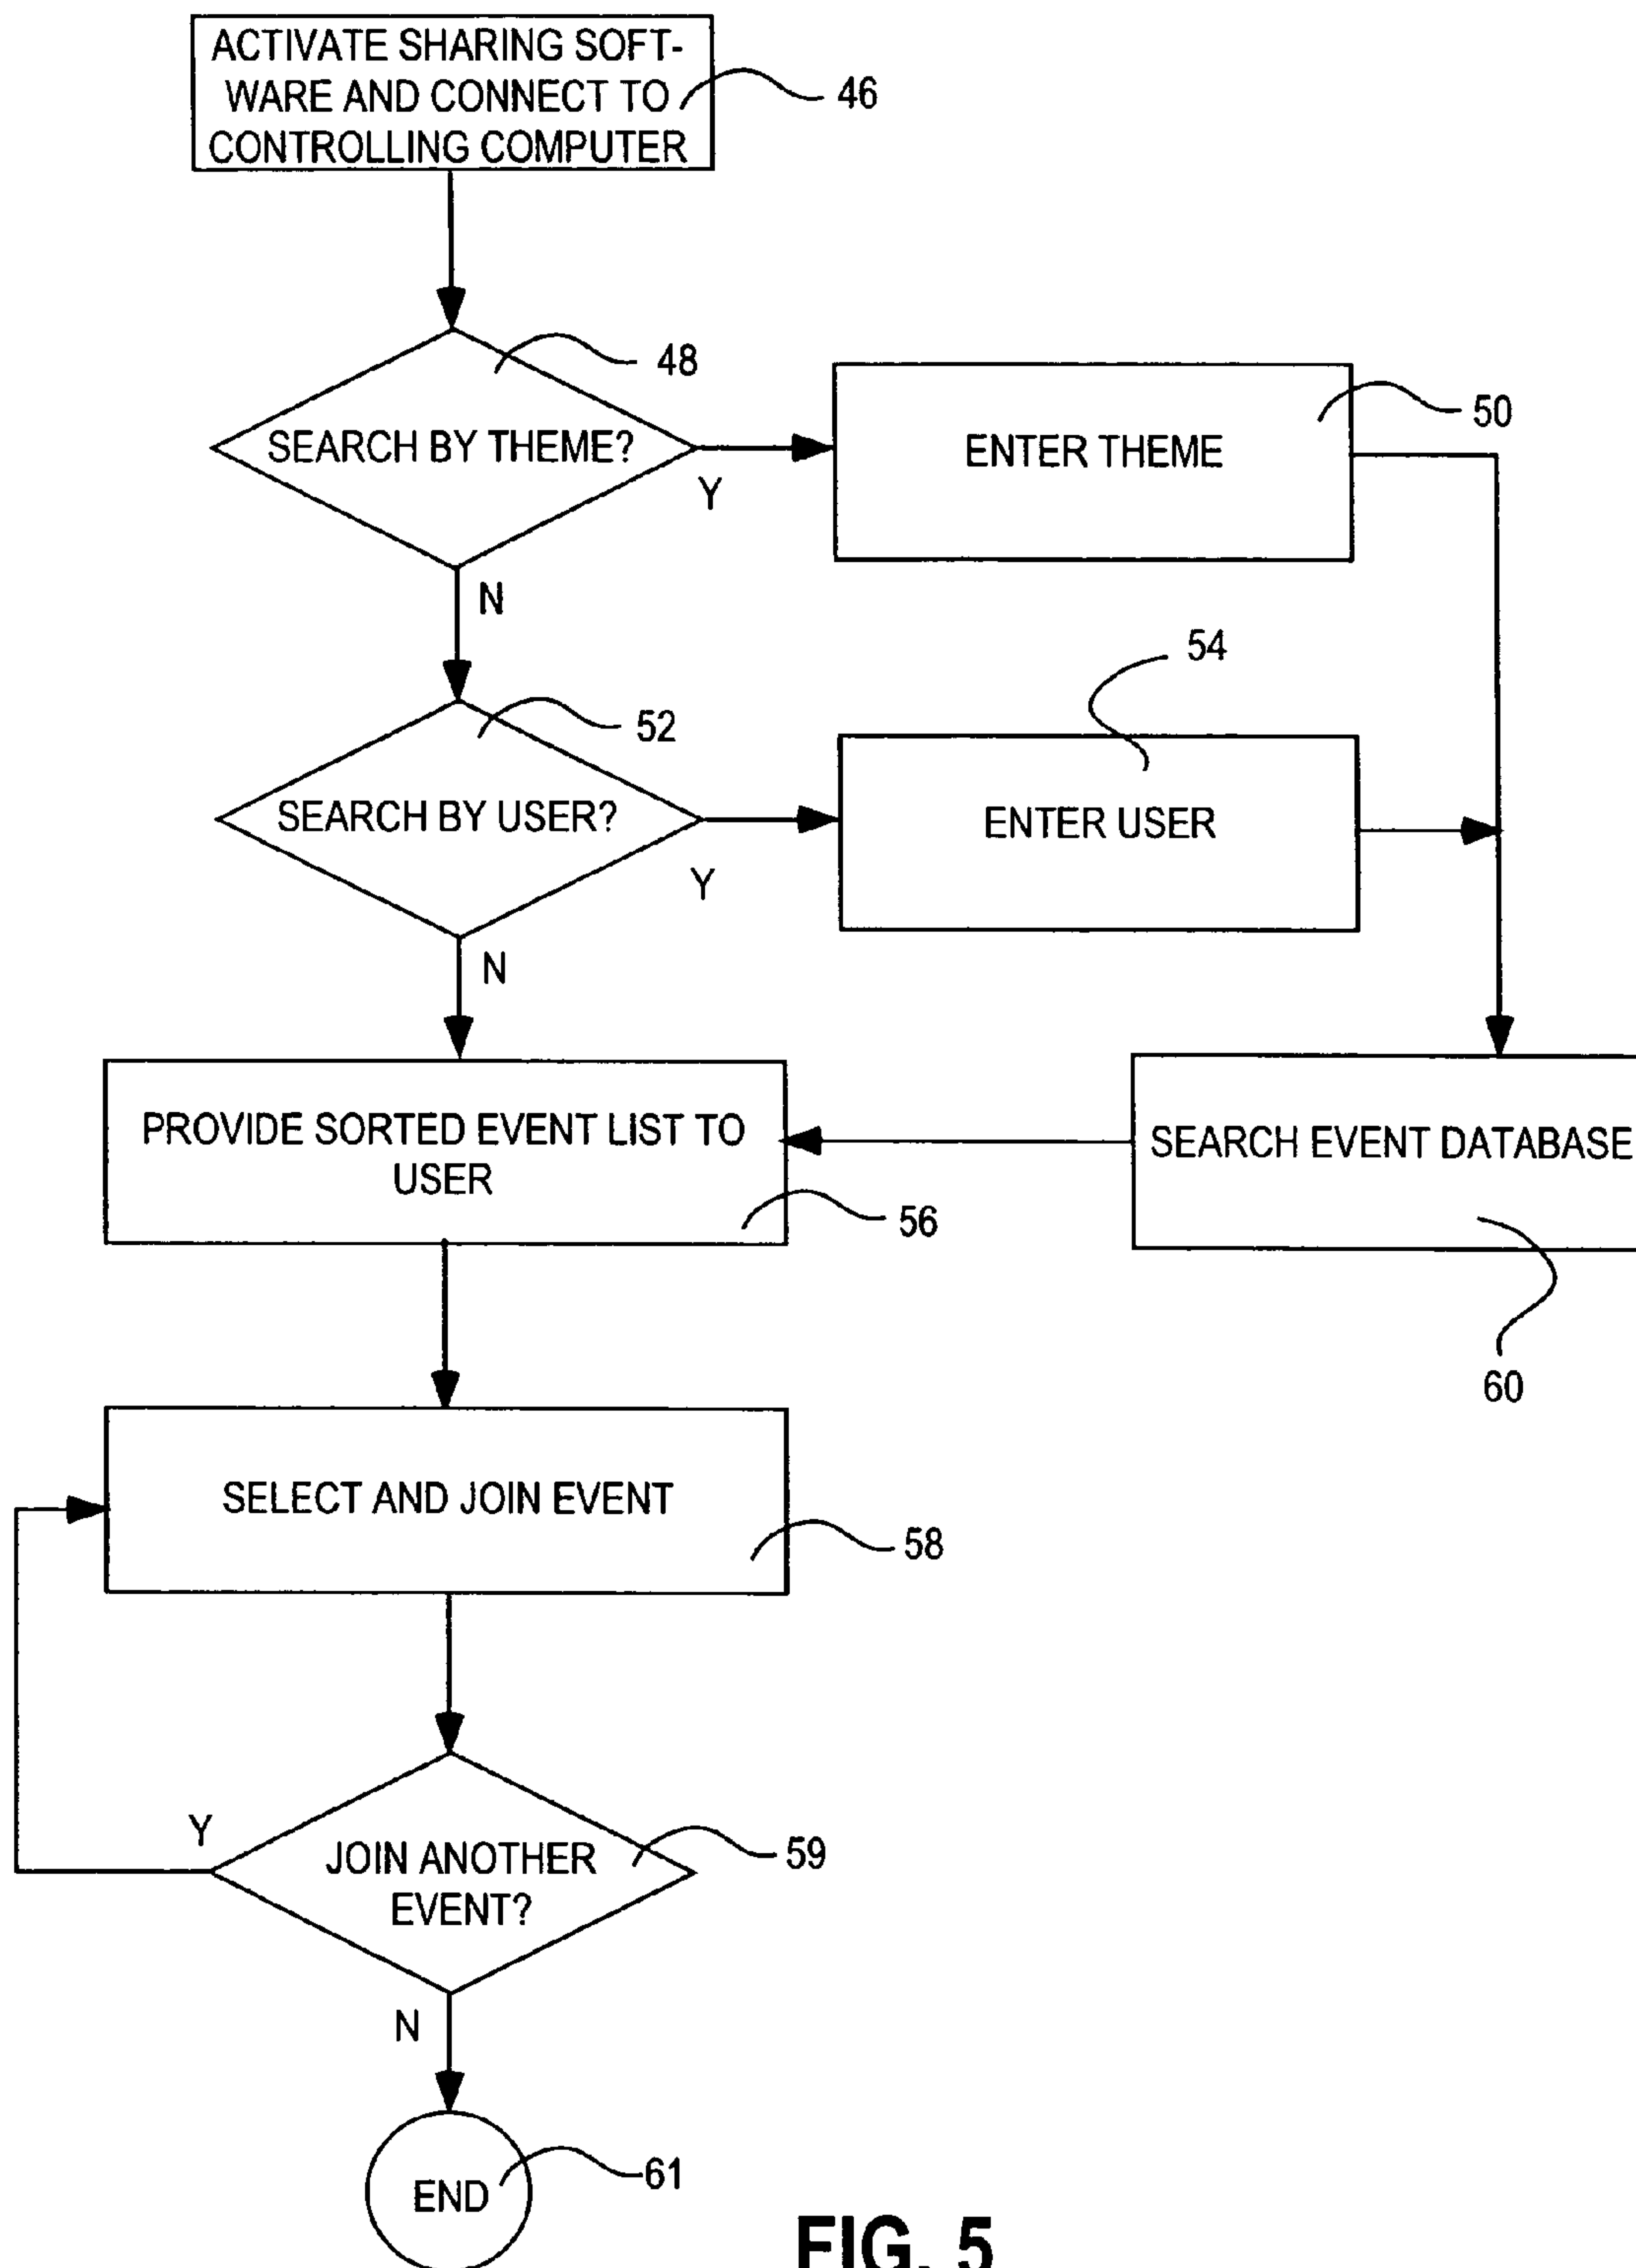 ACTIVATE SHARING SOFT-
WARE AND CONNECT TO
CONTROLLING COMPUTER
46
48
SEARCH BY THEME?
Y
N
50
ENTER THEME
52
SEARCH BY USER?
Y
N
54
ENTER USER
PROVIDE SORTED EVENT LIST TO
USER
56
SEARCH EVENT DATABASE
60
SELECT AND JOIN EVENT
58
Y
JOIN ANOTHER
EVENT?
59
N
END
61
FIG. 5